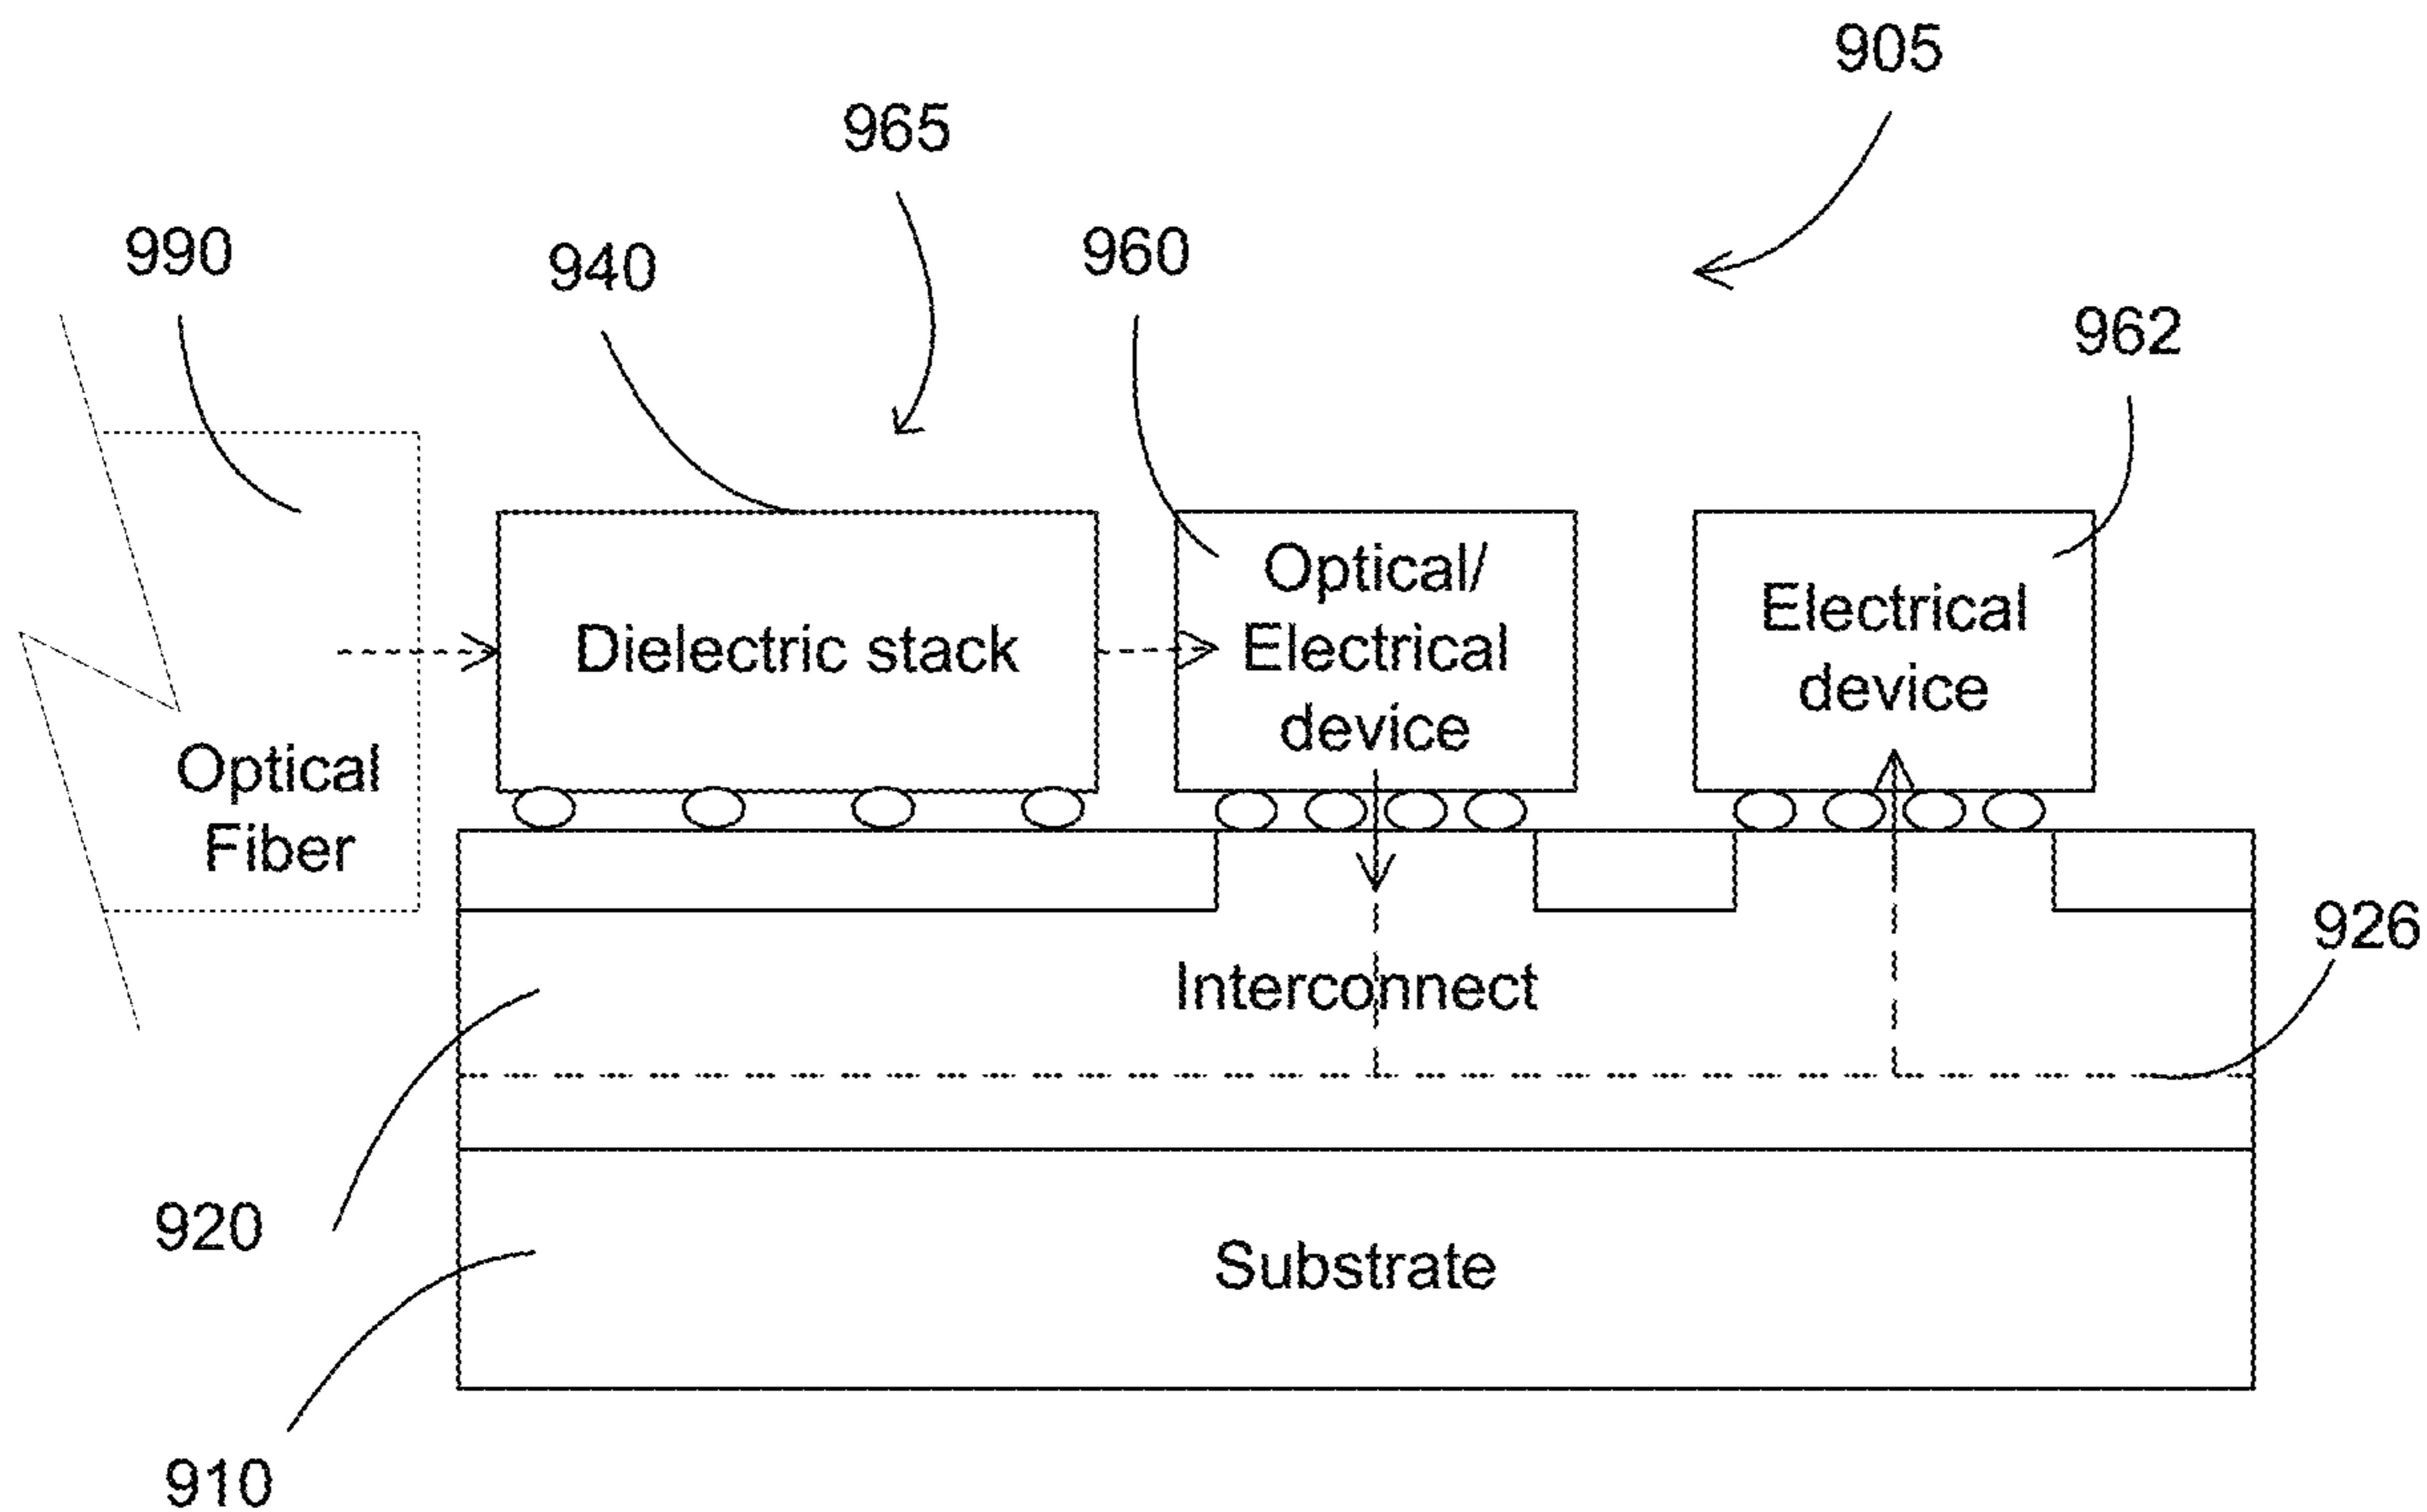 905
965
990
940
960
962
Optical/
Electrical
device
Electrical
device
Dielectric stack
Optical
Fiber
926
Interconnect
920
Substrate
910